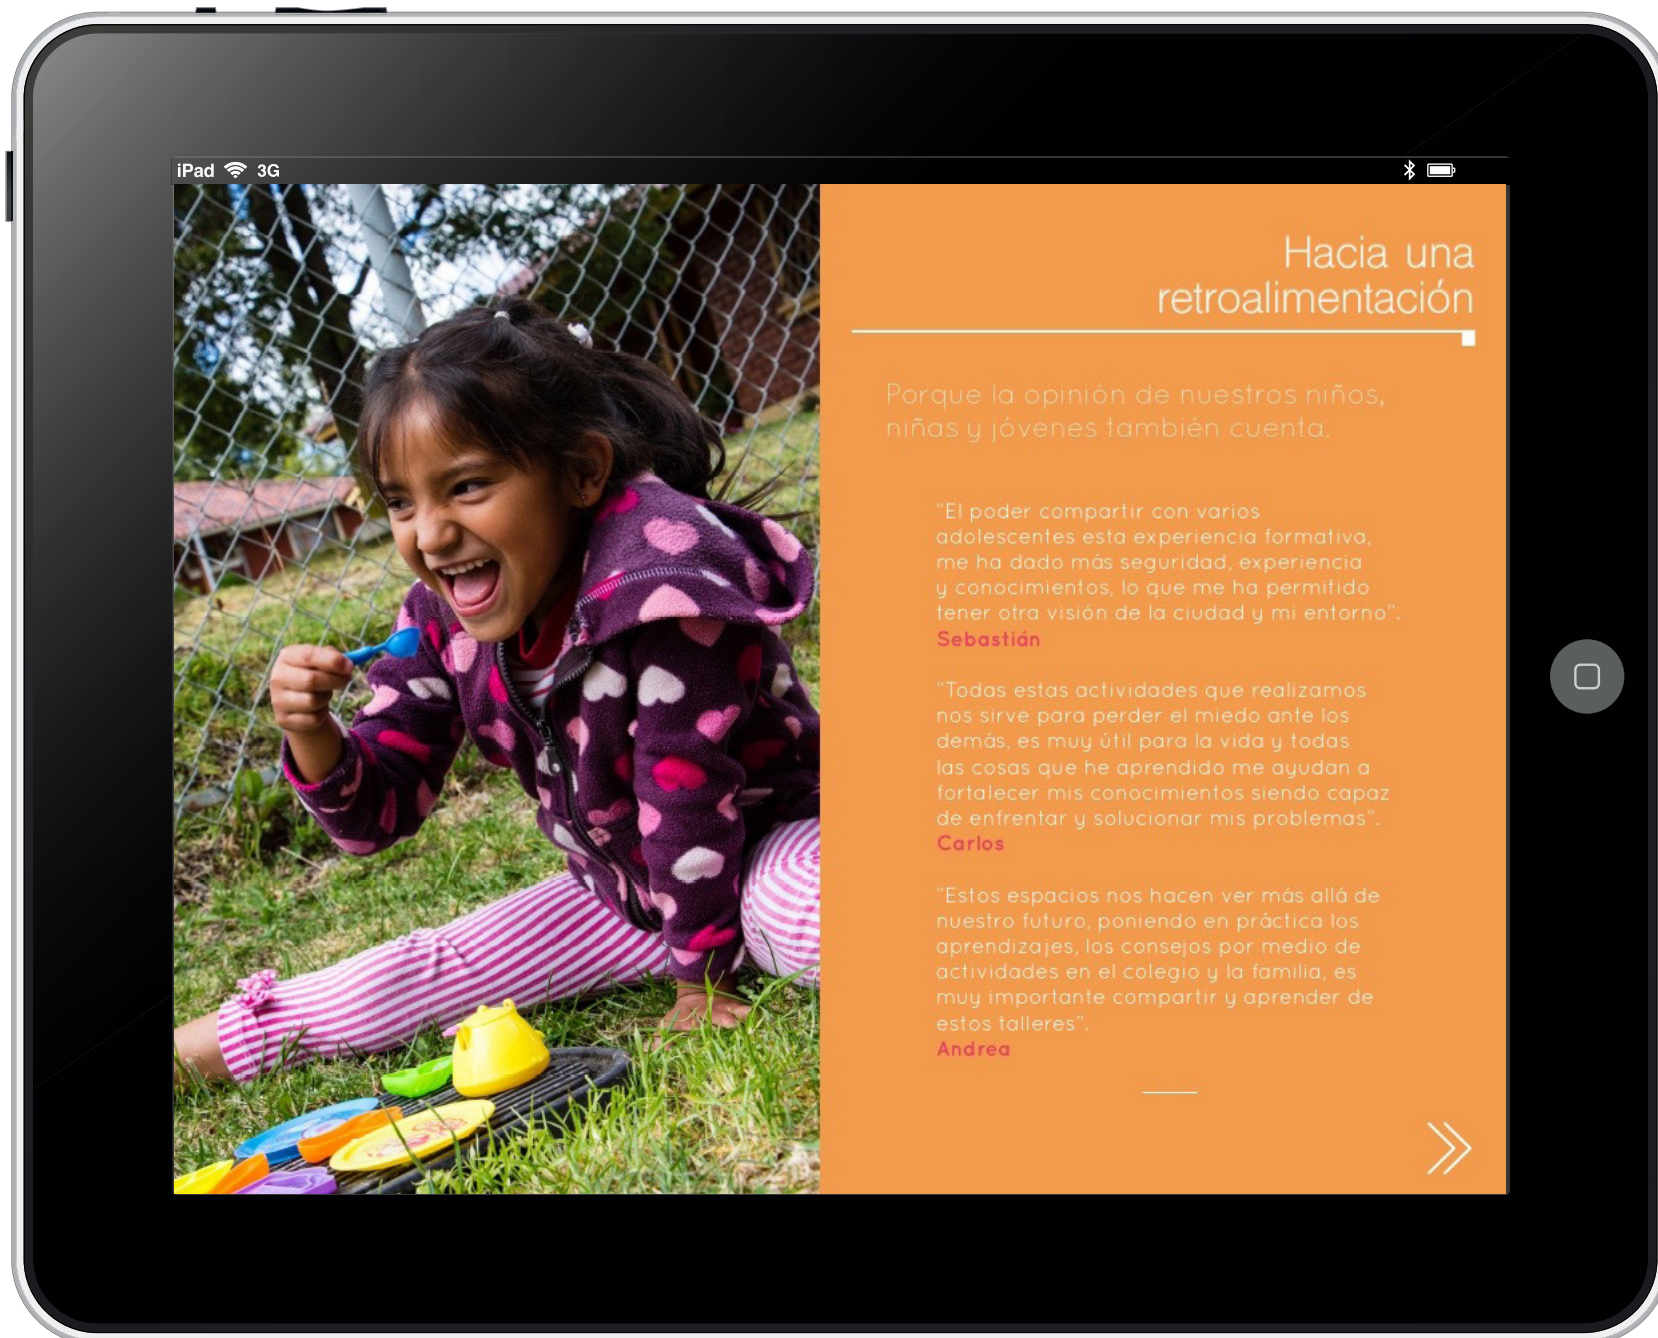 iPad 3G
Hacia una
retroalimentación
Porque la opinión de nuestros niños,
niñas y jóvenes también cuenta.
"El poder compartir con varios
adolescentes esta experiencia formativa,
me ha dado más seguridad, experiencia
y conocimientos, lo que me ha permitido
tener otra visión de la ciudad y mi entorno".
Sebastián
"Todas estas actividades que realizamos
nos sirve para perder el miedo ante los
demás, es muy útil para la vida y todas
las cosas que he aprendido me ayudan a
fortalecer mis conocimientos siendo capaz
de enfrentar y solucionar mis problemas".
Carlos
"Estos espacios nos hacen ver más allá de
nuestro futuro, poniendo en práctica los
aprendizajes, los consejos por medio de
actividades en el colegio y la familia, es
muy importante compartir y aprender de
estos talleres".
Andrea